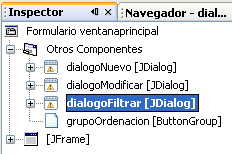 Inspector
Navegador - dial...
Formulario ventanaprincipal
Otros Componentes
dialogoNuevo [JDialog]
dialogoModificar [JDialog]
dialogoFiltrar [JDialog]
grupoOrdenacion [ButtonGroup]
[JFrame]